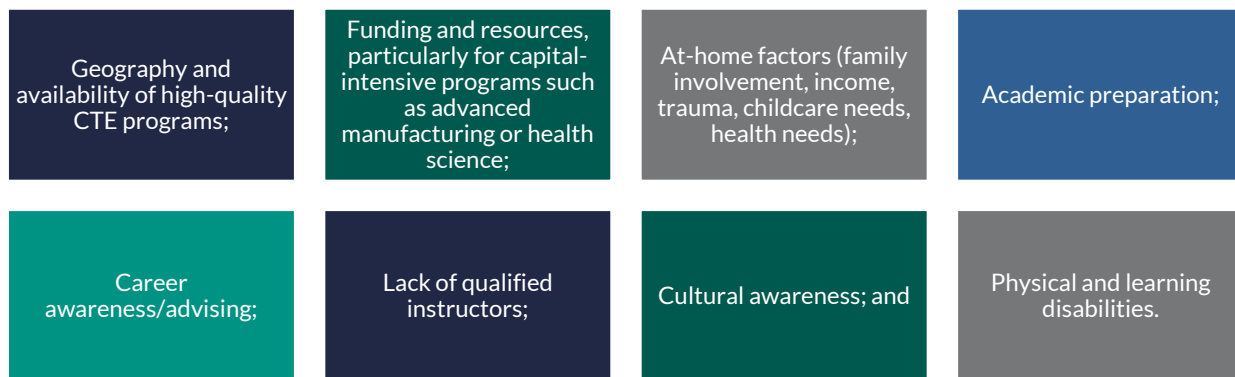 Geography and
availability of high-quality
CTE programs;
Funding and resources,
particularly for capital-
intensive programs such
as advanced
manufacturing or health
science;
At-home factors (family
involvement, income,
trauma, childcare needs,
health needs);
Academic preparation;
Career
awareness/advising;
Lack of qualified
instructors;
Cultural awareness; and
Physical and learning
disabilities.